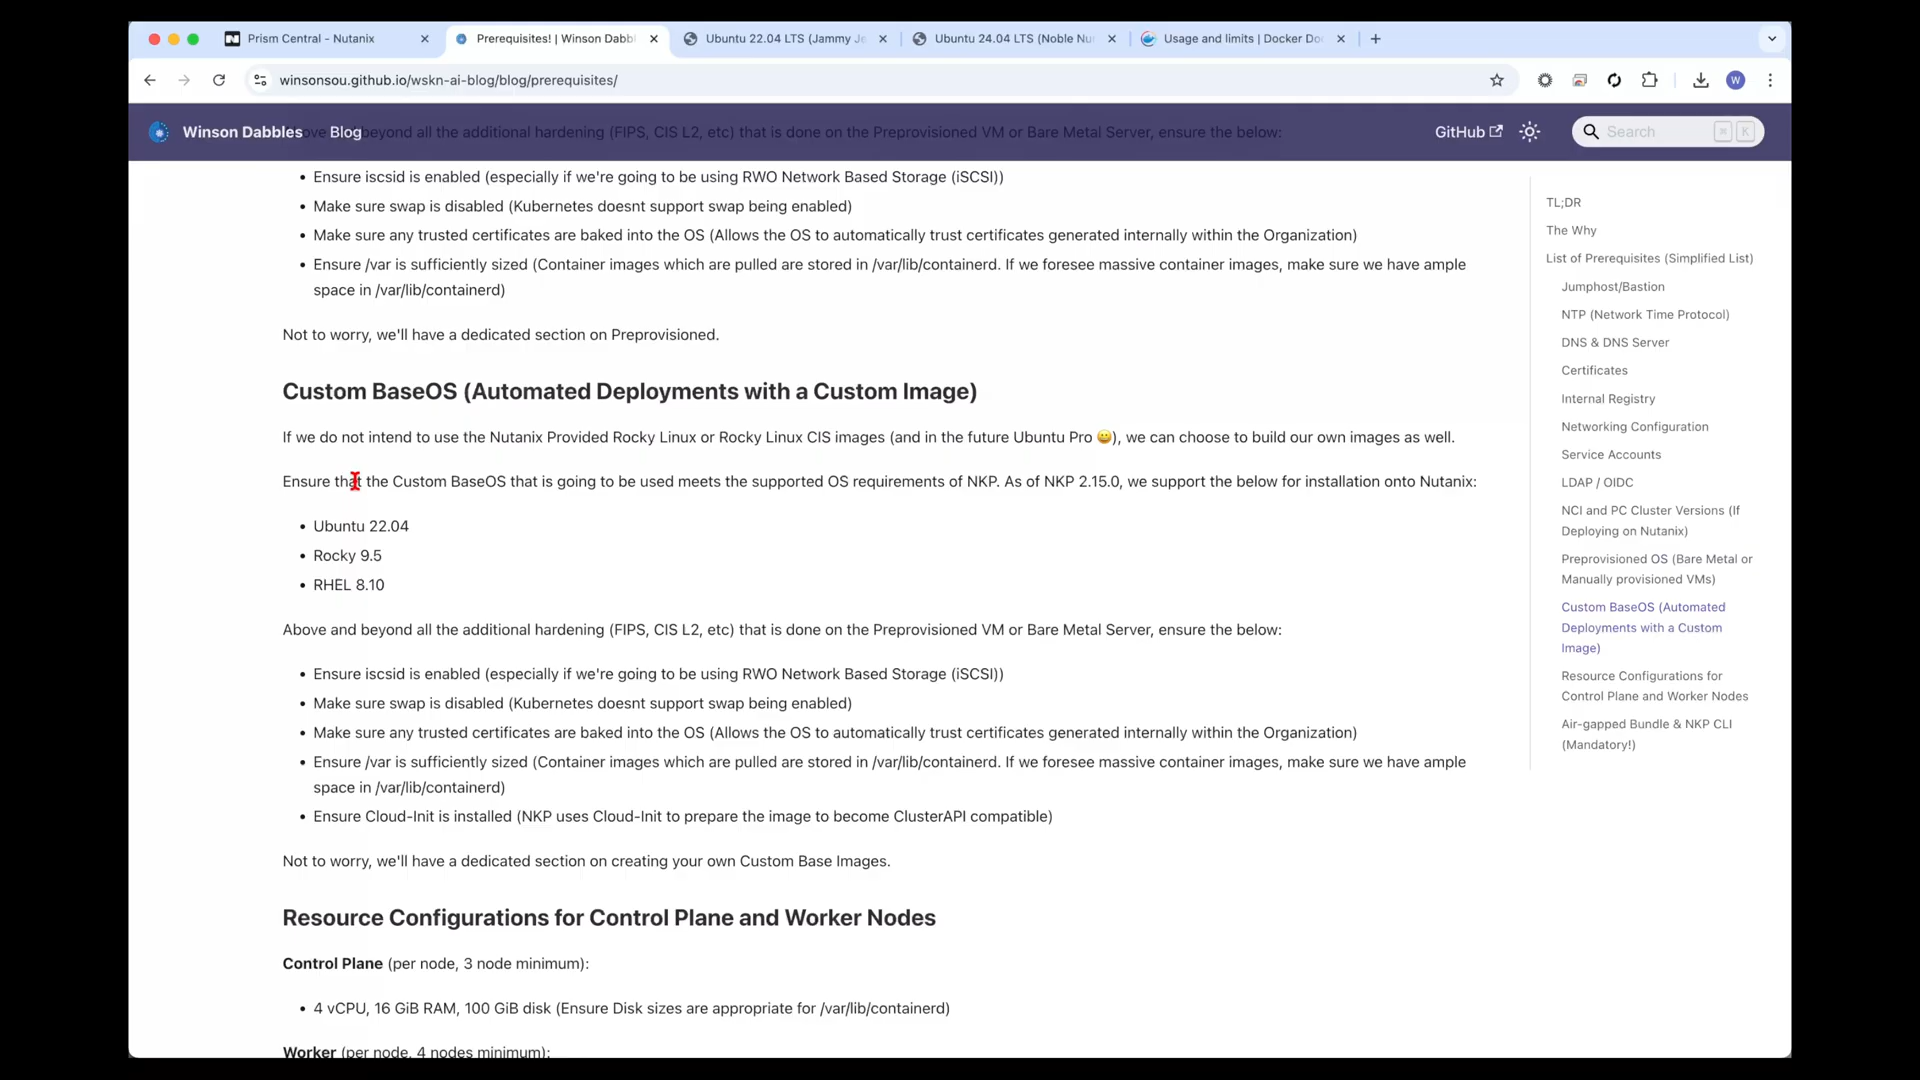 Prism Central - Nutanix
Prerequisites! | Winson Dabbl
Ubuntu 22.04 LTS (Jammy Je
Ubuntu 24.04 LTS (Noble Nu
Usage and limits | Docker Do
winsonsou.github.io/wskn-ai-blog/blog/prerequisites/
W
Winson Dabbles
Blog
beyond all the additional hardening (FIPS, CIS L2, etc) that is done on the Preprovisioned VM or Bare Metal Server, ensure the below:
GitHub
Search
⌘ K
• Ensure iscsid is enabled (especially if we're going to be using RWO Network Based Storage (iSCSI))
• Make sure swap is disabled (Kubernetes doesnt support swap being enabled)
• Make sure any trusted certificates are baked into the OS (Allows the OS to automatically trust certificates generated internally within the Organization)
• Ensure /var is sufficiently sized (Container images which are pulled are stored in /var/lib/containerd. If we foresee massive container images, make sure we have ample
space in /var/lib/containerd)
Not to worry, we'll have a dedicated section on Preprovisioned.
Custom BaseOS (Automated Deployments with a Custom Image)
If we do not intend to use the Nutanix Provided Rocky Linux or Rocky Linux CIS images (and in the future Ubuntu Pro 😀), we can choose to build our own images as well.
Ensure that the Custom BaseOS that is going to be used meets the supported OS requirements of NKP. As of NKP 2.15.0, we support the below for installation onto Nutanix:
• Ubuntu 22.04
• Rocky 9.5
• RHEL 8.10
Above and beyond all the additional hardening (FIPS, CIS L2, etc) that is done on the Preprovisioned VM or Bare Metal Server, ensure the below:
• Ensure iscsid is enabled (especially if we're going to be using RWO Network Based Storage (iSCSI))
• Make sure swap is disabled (Kubernetes doesnt support swap being enabled)
• Make sure any trusted certificates are baked into the OS (Allows the OS to automatically trust certificates generated internally within the Organization)
• Ensure /var is sufficiently sized (Container images which are pulled are stored in /var/lib/containerd. If we foresee massive container images, make sure we have ample
space in /var/lib/containerd)
• Ensure Cloud-Init is installed (NKP uses Cloud-Init to prepare the image to become ClusterAPI compatible)
Not to worry, we'll have a dedicated section on creating your own Custom Base Images.
Resource Configurations for Control Plane and Worker Nodes
Control Plane (per node, 3 node minimum):
• 4 vCPU, 16 GiB RAM, 100 GiB disk (Ensure Disk sizes are appropriate for /var/lib/containerd)
Worker (per node, 4 nodes minimum):
TL;DR
The Why
List of Prerequisites (Simplified List)
Jumphost/Bastion
NTP (Network Time Protocol)
DNS & DNS Server
Certificates
Internal Registry
Networking Configuration
Service Accounts
LDAP / OIDC
NCI and PC Cluster Versions (If
Deploying on Nutanix)
Preprovisioned OS (Bare Metal or
Manually provisioned VMs)
Custom BaseOS (Automated
Deployments with a Custom
Image)
Resource Configurations for
Control Plane and Worker Nodes
Air-gapped Bundle & NKP CLI
(Mandatory!)